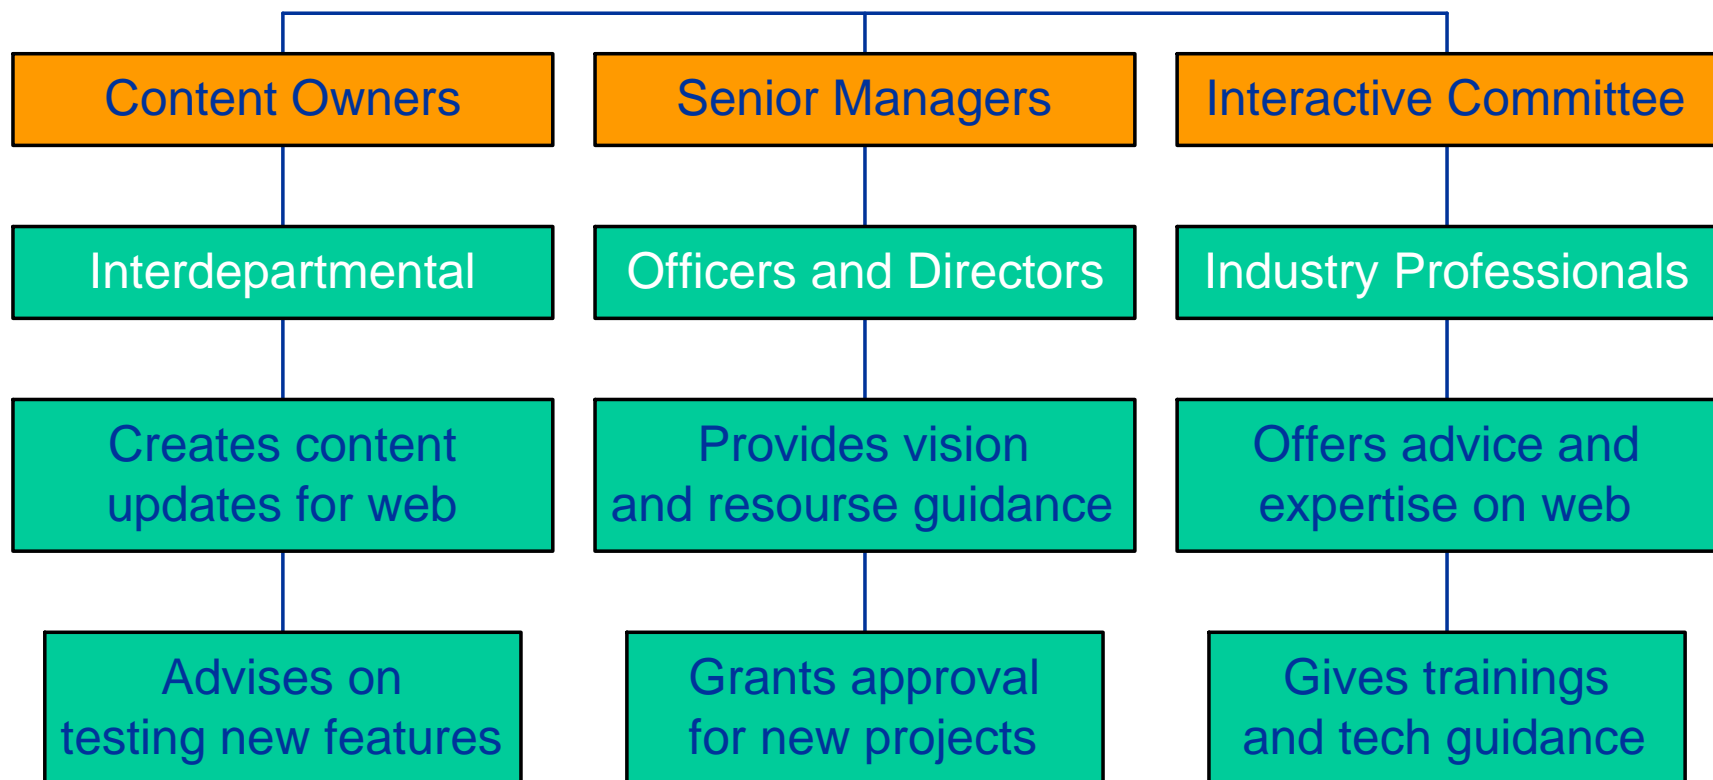 Content Owners
Senior Managers
Interactive Committee
Interdepartmental
Officers and Directors
Industry Professionals
Creates content
updates for web
Provides vision
and resourse guidance
Offers advice and
expertise on web
Advises on
testing new features
Grants approval
for new projects
Gives trainings
and tech guidance